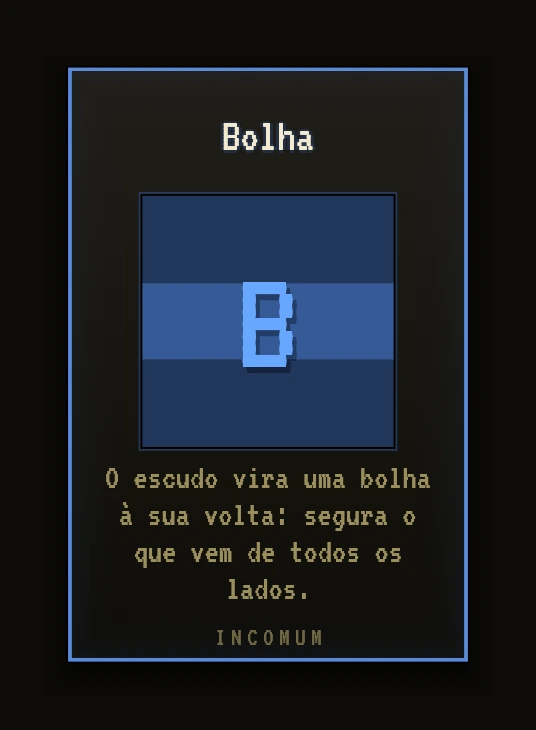 Bolha
B
O escudo vira uma bolha
à sua volta: segura o
que vem de todos os
lados.
INCOMUM